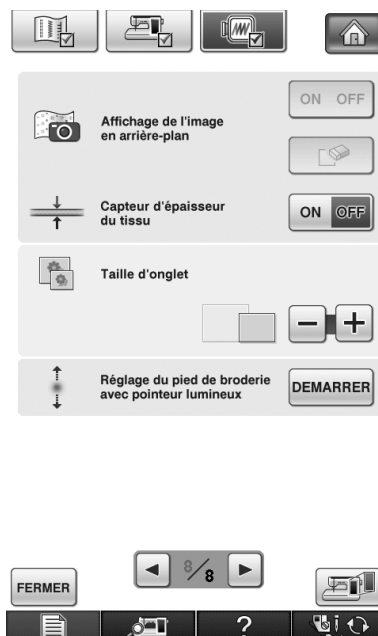 ON OFF
Affichage de l'image
en arrière-plan
Capteur d'épaisseur
du tissu
ON OFF
Taille d'onglet
Réglage du pied de broderie
avec pointeur lumineux
DEMARRER
8/8
FERMER
?